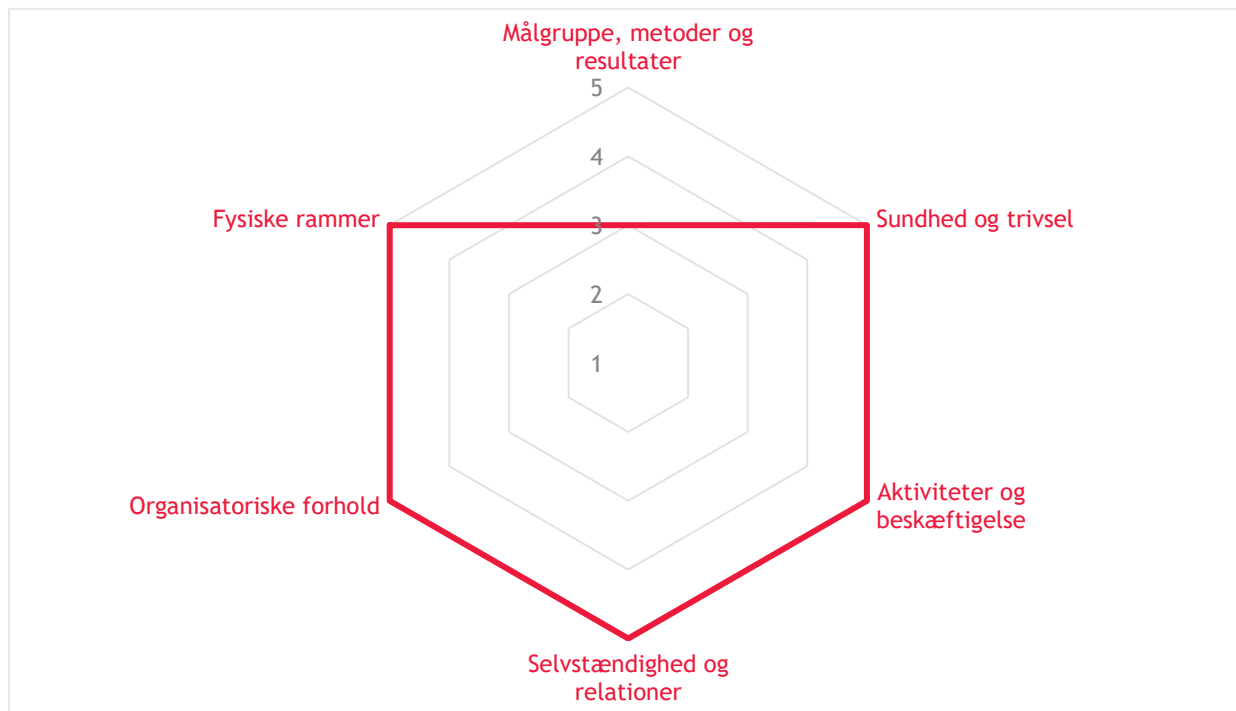 Målgruppe, metoder og
resultater
5
4
Fysiske rammer
3
Sundhed og trivsel
2
1
Organisatoriske forhold
Aktiviteter og
beskæftigelse
Selvstændighed og
relationer